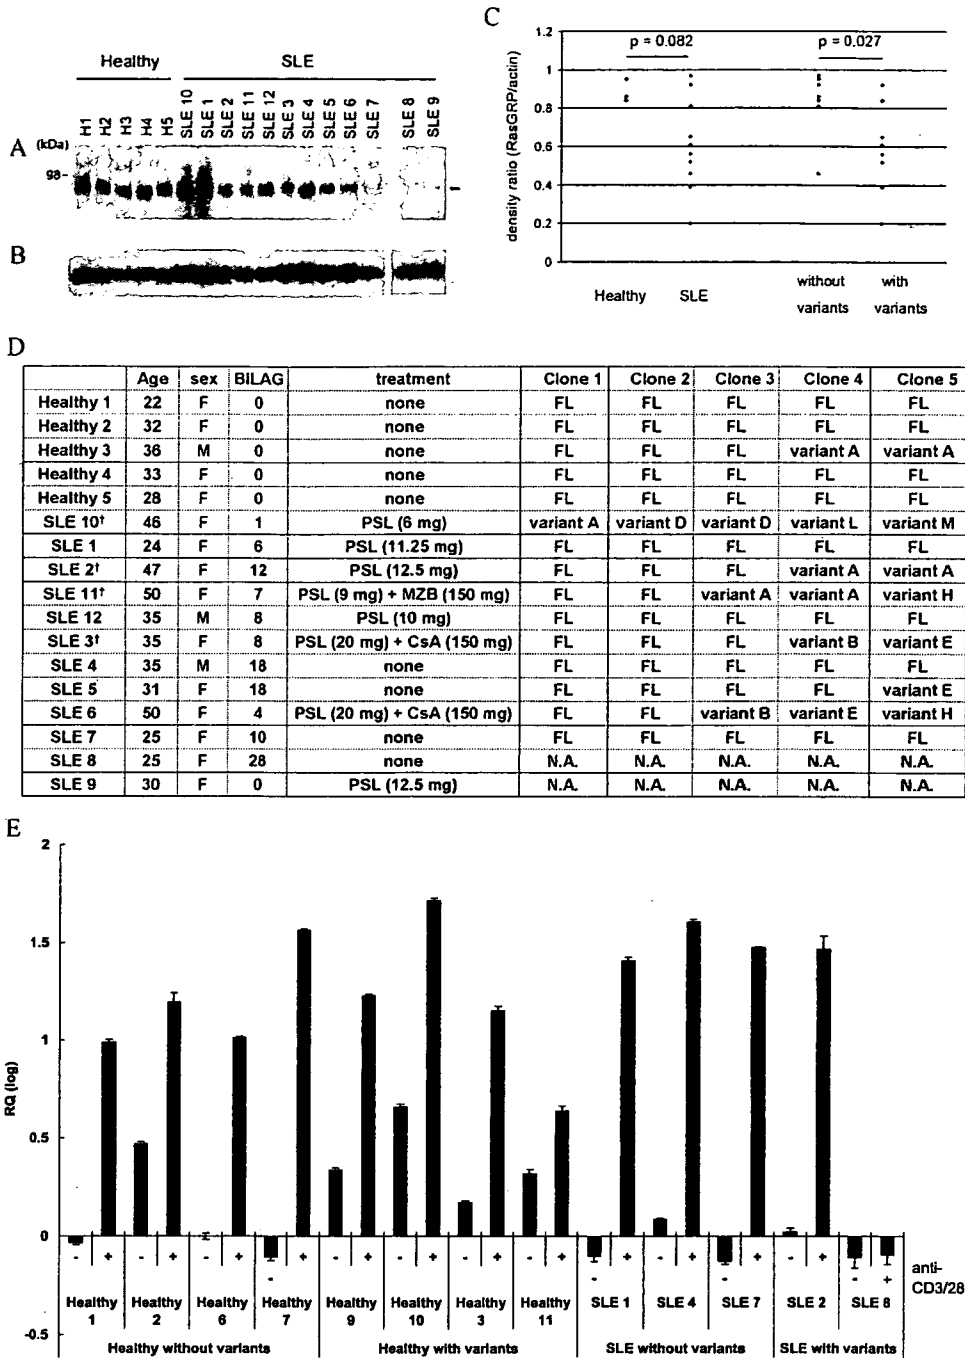 C
Healthy SLE
H1 H2 H3 H4 H5 SLE 10 SLE 1 SLE 2 SLE 11 SLE 12 SLE 3 SLE 4 SLE 5 SLE 6 SLE 7 SLE 8 SLE 9
A (kDa)
98-
B
density ratio (RasGRP/actin)
1.2
1
0.8
0.6
0.4
0.2
0
p = 0.082 p = 0.027
Healthy SLE without variants with variants
D
Age sex BILAG treatment Clone 1 Clone 2 Clone 3 Clone 4 Clone 5
Healthy 1 22 F 0 none FL FL FL FL FL
Healthy 2 32 F 0 none FL FL FL FL FL
Healthy 3 36 M 0 none FL FL FL variant A variant A
Healthy 4 33 F 0 none FL FL FL FL FL
Healthy 5 28 F 0 none FL FL FL FL FL
SLE 10† 46 F 1 PSL (6 mg) variant A variant D variant D variant L variant M
SLE 1 24 F 6 PSL (11.25 mg) FL FL FL FL FL
SLE 2† 47 F 12 PSL (12.5 mg) FL FL FL variant A variant A
SLE 11† 50 F 7 PSL (9 mg) + MZB (150 mg) FL FL variant A variant A variant H
SLE 12 35 M 8 PSL (10 mg) FL FL FL FL FL
SLE 3† 35 F 8 PSL (20 mg) + CsA (150 mg) FL FL FL variant B variant E
SLE 4 35 M 18 none FL FL FL FL FL
SLE 5 31 F 18 none FL FL FL FL variant E
SLE 6 50 F 4 PSL (20 mg) + CsA (150 mg) FL FL variant B variant E variant H
SLE 7 25 F 10 none FL FL FL FL FL
SLE 8 25 F 28 none N.A. N.A. N.A. N.A. N.A.
SLE 9 30 F 0 PSL (12.5 mg) N.A. N.A. N.A. N.A. N.A.
E
RQ (log)
2
1.5
1
0.5
0
-0.5
- + - + - + - + - + - + - + - + - + - + - + - + - +
anti-CD3/28
Healthy 1 Healthy 2 Healthy 6 Healthy 7 Healthy 9 Healthy 10 Healthy 3 Healthy 11 SLE 1 SLE 4 SLE 7 SLE 2 SLE 8
Healthy without variants Healthy with variants SLE without variants SLE with variants